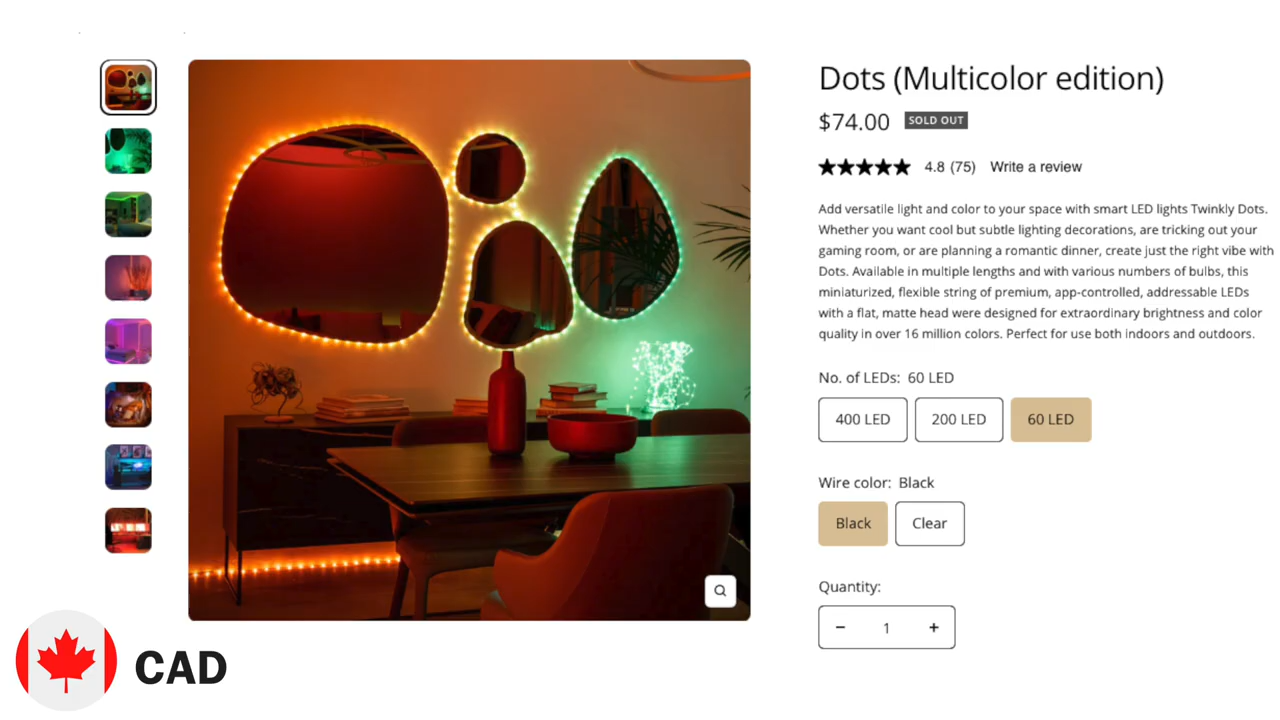 Dots (Multicolor edition)
$74.00 SOLD OUT
4.8 (75) Write a review
Add versatile light and color to your space with smart LED lights Twinkly Dots.
Whether you want cool but subtle lighting decorations, are tricking out your
gaming room, or are planning a romantic dinner, create just the right vibe with
Dots. Available in multiple lengths and with various numbers of bulbs, this
miniaturized, flexible string of premium, app-controlled, addressable LEDs
with a flat, matte head were designed for extraordinary brightness and color
quality in over 16 million colors. Perfect for use both indoors and outdoors.
No. of LEDs: 60 LED
400 LED 200 LED 60 LED
Wire color: Black
Black Clear
Quantity:
− 1 +
CAD